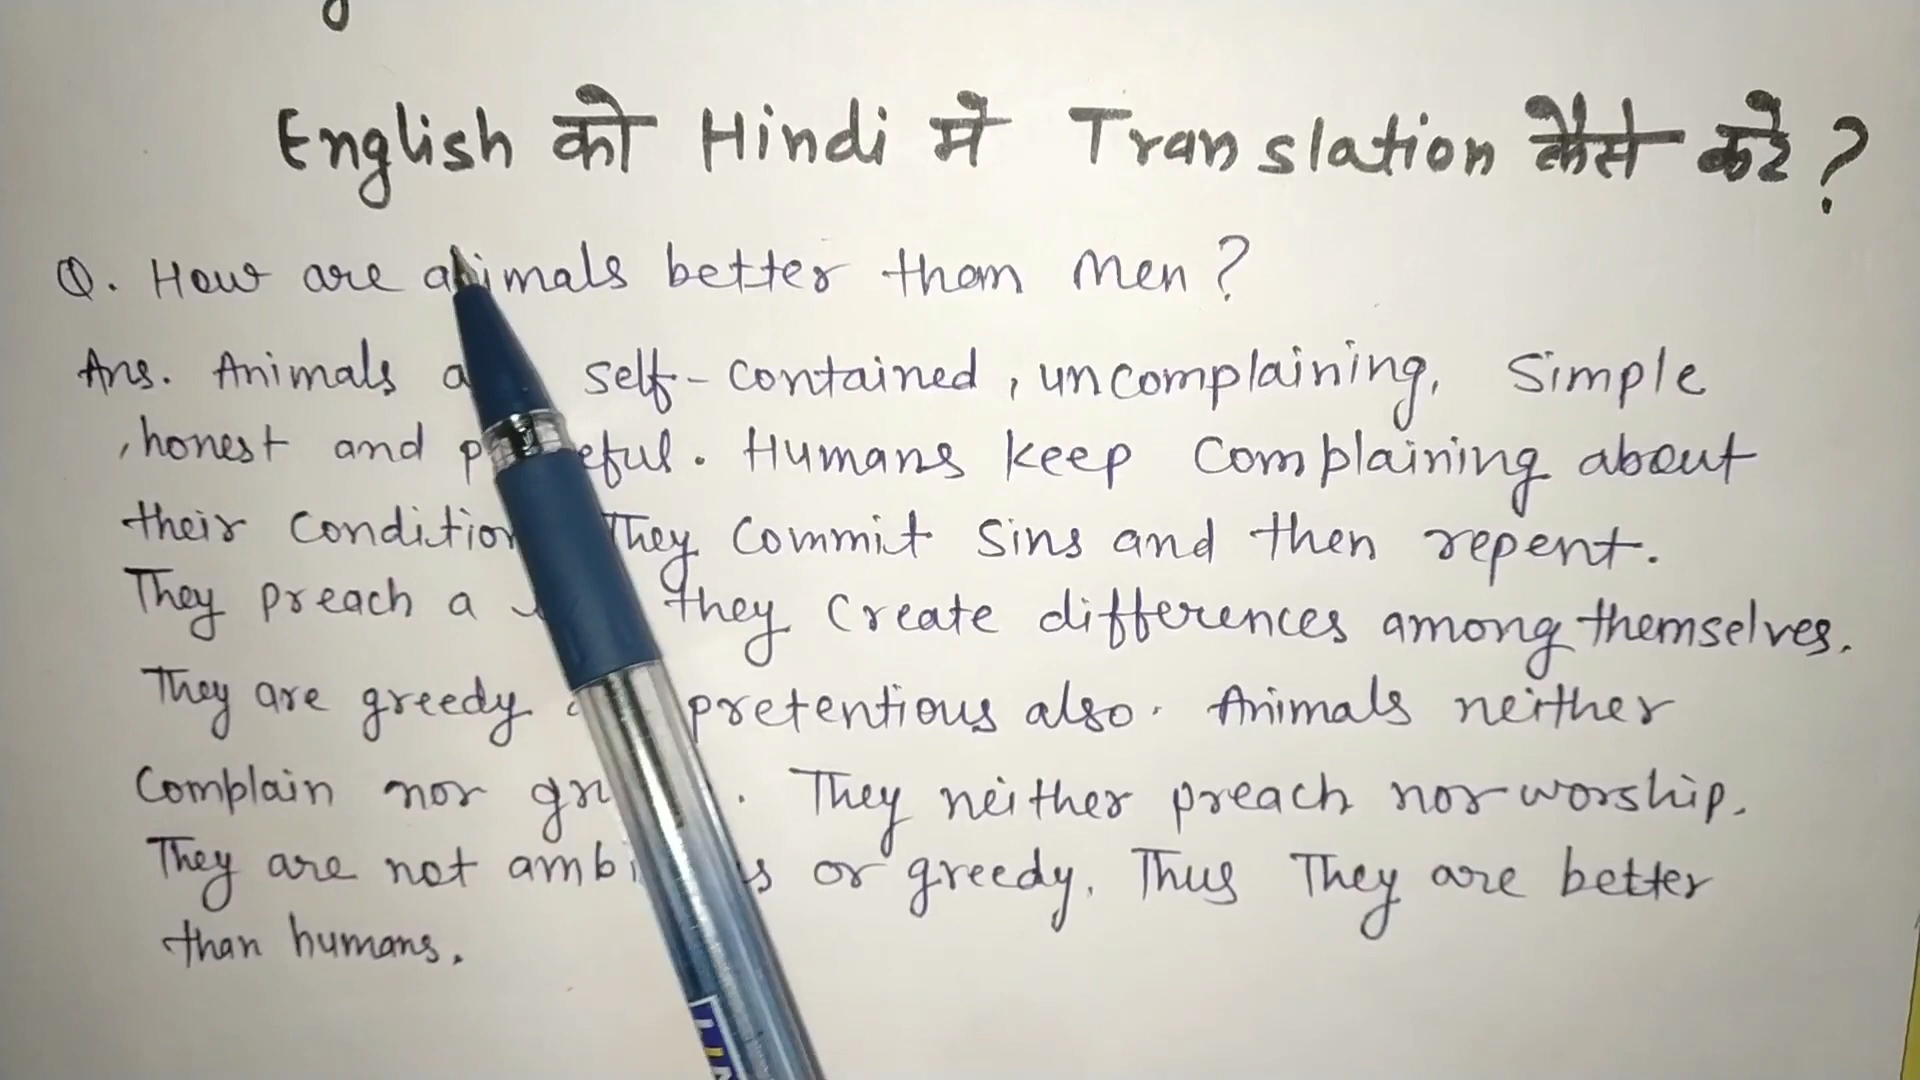 English को Hindi में Translation कैसे करे ?
Q. How are animals better than Men ?
Ans. Animals self-contained, uncomplaining, Simple
, honest and Humans keep Complaining about
their They Commit Sins and then repent.
They preach a they Create differences among themselves.
They are greedy pretentious also. Animals neither
Complain nor They neither preach nor worship.
They are not or greedy. Thus They are better
than humans.